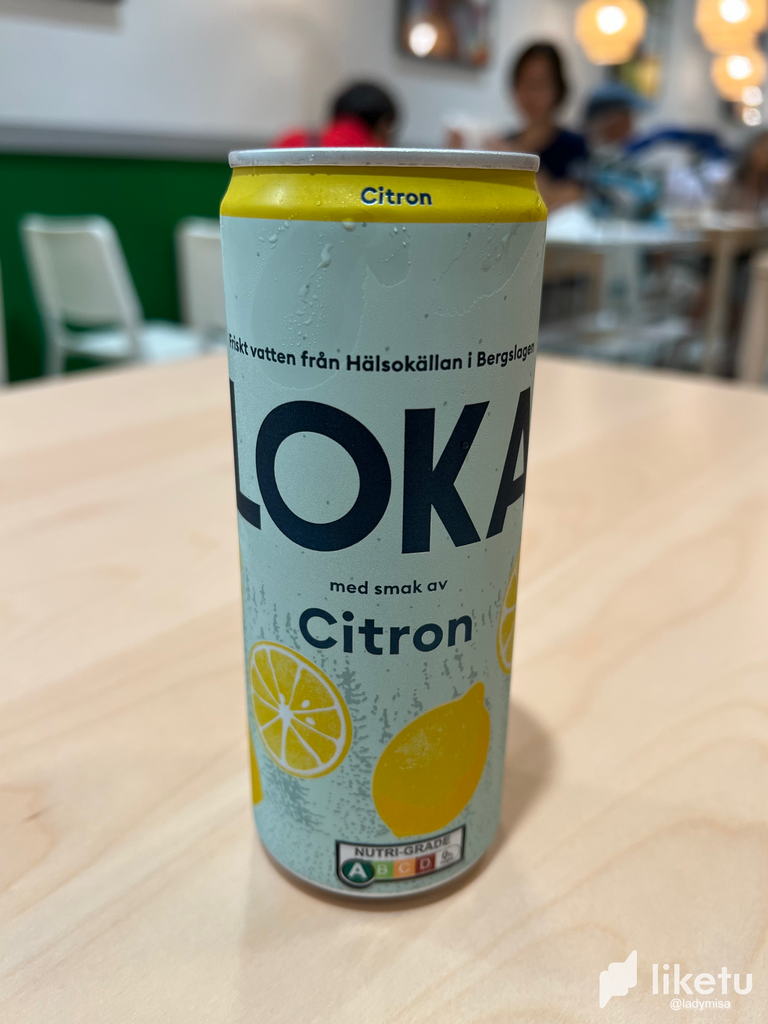 Citron
Friskt vatten från Hälsokällan i Bergslagen
LOKA
med smak av
Citron
NUTRI-GRADE
A B C D
liketu
@ladymisa